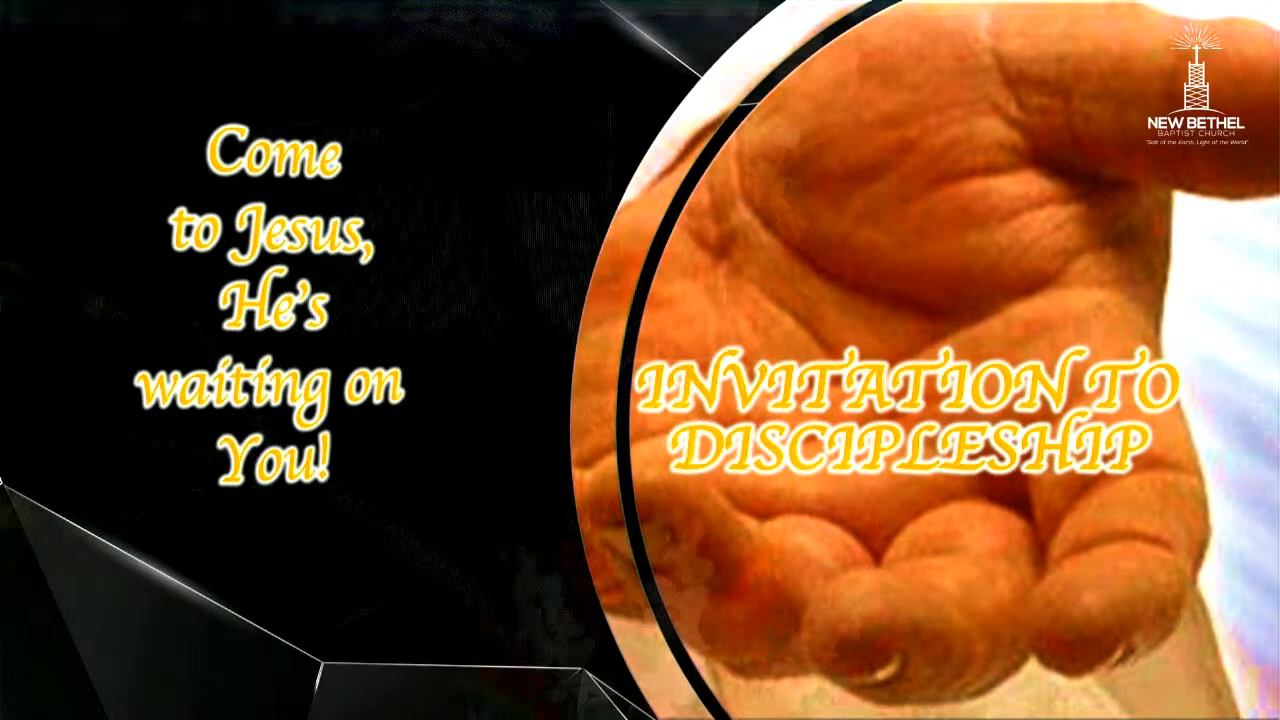 Come
to Jesus,
He's
waiting on
You!
INVITATION TO
DISCIPLESHIP
NEW BETHEL
BAPTIST CHURCH
"Salt of the Earth, Light of the World"